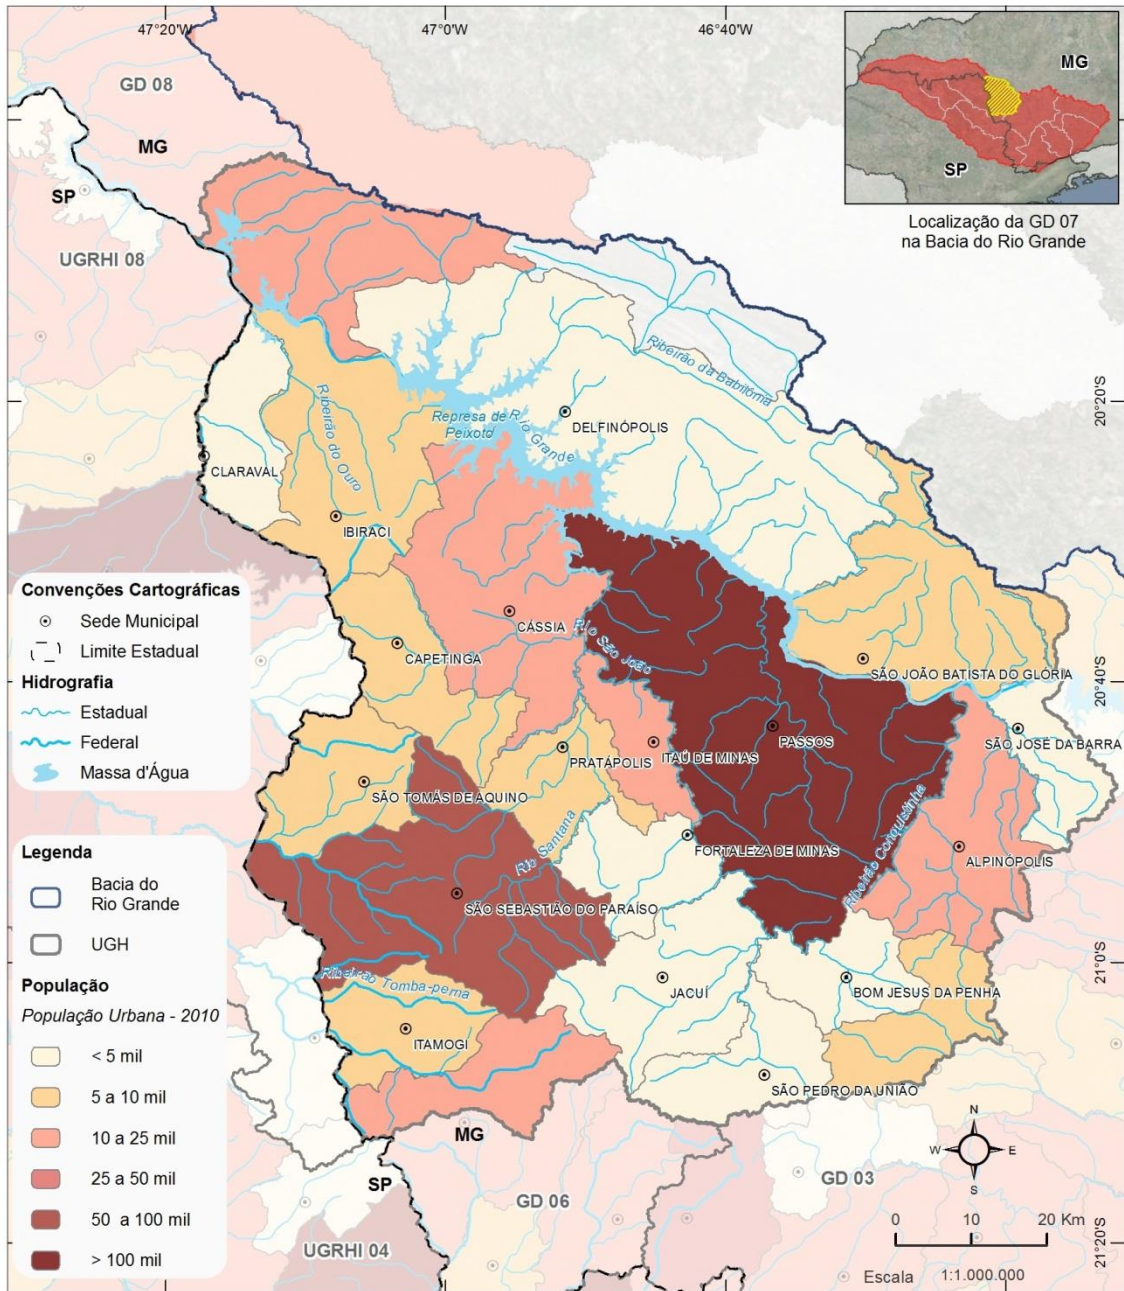 47°20'W
47°0'W
46°40'W
GD 08
MG
SP
UGRHI 08
MG
SP
Localização da GD 07
na Bacia do Rio Grande
20°20'S
20°40'S
21°0'S
21°20'S
Ribeirão da Babilônia
Ribeirão do Ouro
Represa de
Peixoto
Rio Grande
DELFINÓPOLIS
CLARAVAL
IBIRACI
CÁSSIA
Rio São João
CAPETINGA
SÃO JOÃO BATISTA DO GLÓRIA
PASSOS
SÃO JOSÉ DA BARRA
PRATÁPOLIS
ITAÚ DE MINAS
SÃO TOMÁS DE AQUINO
Rio Santana
FORTALEZA DE MINAS
Ribeirão Conquistinha
ALPINÓPOLIS
SÃO SEBASTIÃO DO PARAÍSO
Ribeirão Tomba-perna
JACUÍ
BOM JESUS DA PENHA
ITAMOGI
SÃO PEDRO DA UNIÃO
MG
SP
GD 06
GD 03
UGRHI 04
Convenções Cartográficas
Sede Municipal
Limite Estadual
Hidrografia
Estadual
Federal
Massa d'Água
Legenda
Bacia do
Rio Grande
UGH
População
População Urbana - 2010
< 5 mil
5 a 10 mil
10 a 25 mil
25 a 50 mil
50 a 100 mil
> 100 mil
N
W
E
S
0 10 20 Km
Escala 1:1.000.000